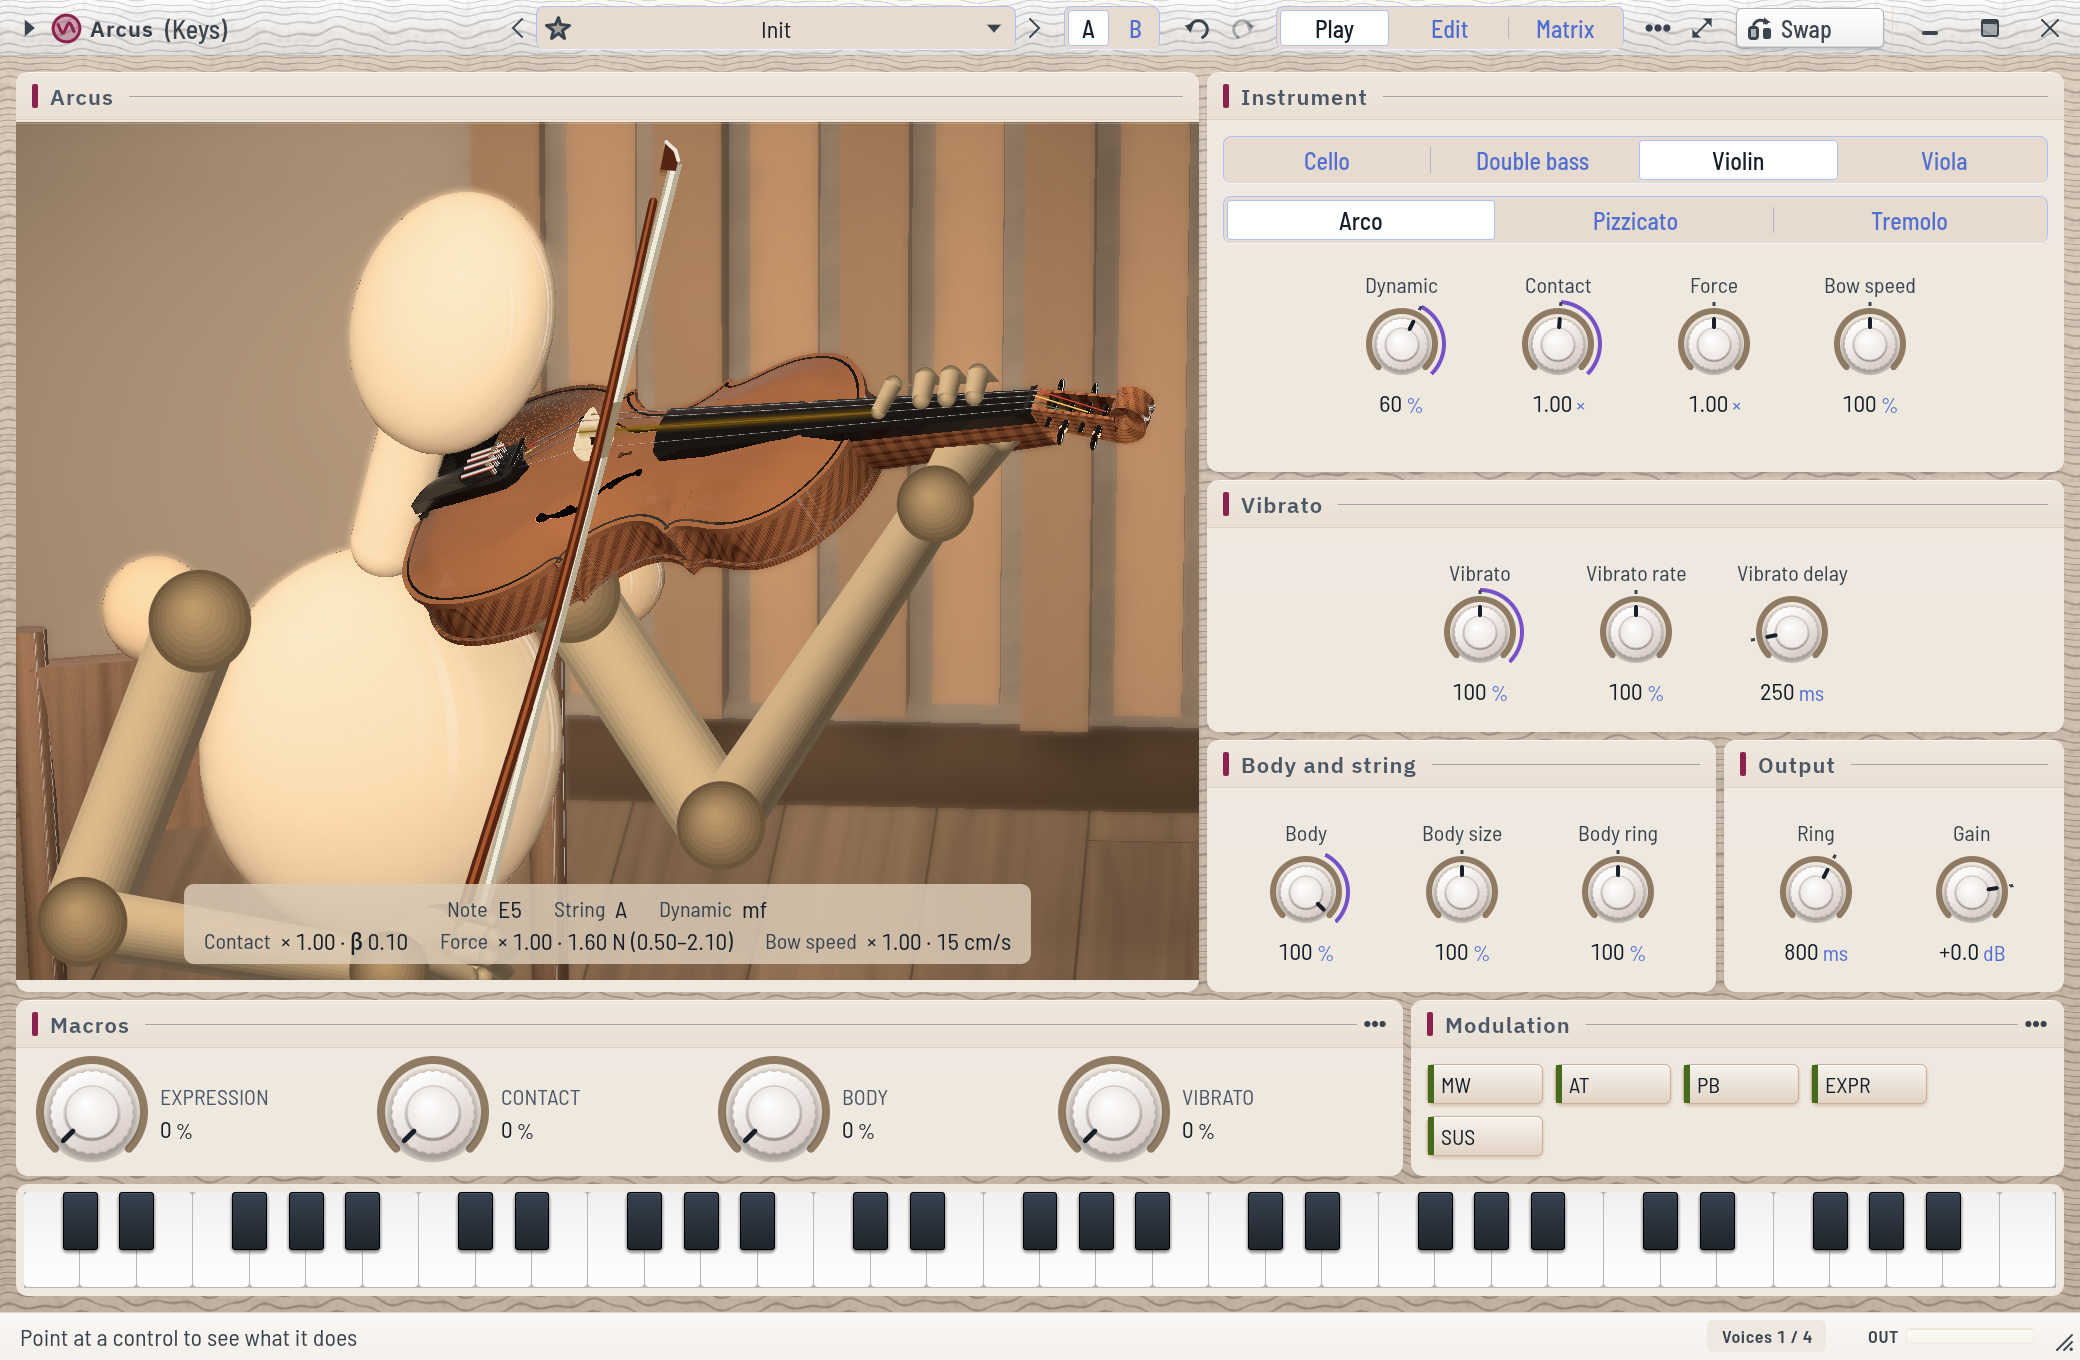 Arcus (Keys)
Init
A B
Play Edit Matrix
Swap
Arcus
Note E5 String A Dynamic mf
Contact × 1.00 · β 0.10 Force × 1.00 · 1.60 N (0.50–2.10) Bow speed × 1.00 · 15 cm/s
Instrument
Cello Double bass Violin Viola
Arco Pizzicato Tremolo
Dynamic Contact Force Bow speed
60 % 1.00 × 1.00 × 100 %
Vibrato
Vibrato Vibrato rate Vibrato delay
100 % 100 % 250 ms
Body and string
Body Body size Body ring
100 % 100 % 100 %
Output
Ring Gain
800 ms +0.0 dB
Macros
EXPRESSION
0 %
CONTACT
0 %
BODY
0 %
VIBRATO
0 %
Modulation
MW AT PB EXPR
SUS
Point at a control to see what it does
Voices 1 / 4
OUT